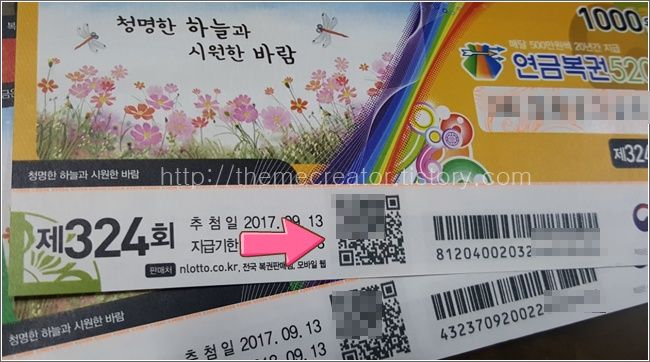 청명한 하늘과
시원한 바람
1000
매달 500만원씩 20년간 지급
연금복권520
제324
청명한 하늘과 시원한 바람
http://themecreator.tistory.com
제324회
추 첨 일 2017.09.13
지급기한
판매처 nlotto.co.kr, 전국 복권판매점, 모바일 웹
81204002032
청명한 하늘과 시원한 바람
추 첨 일 2017.09.13
432370920022